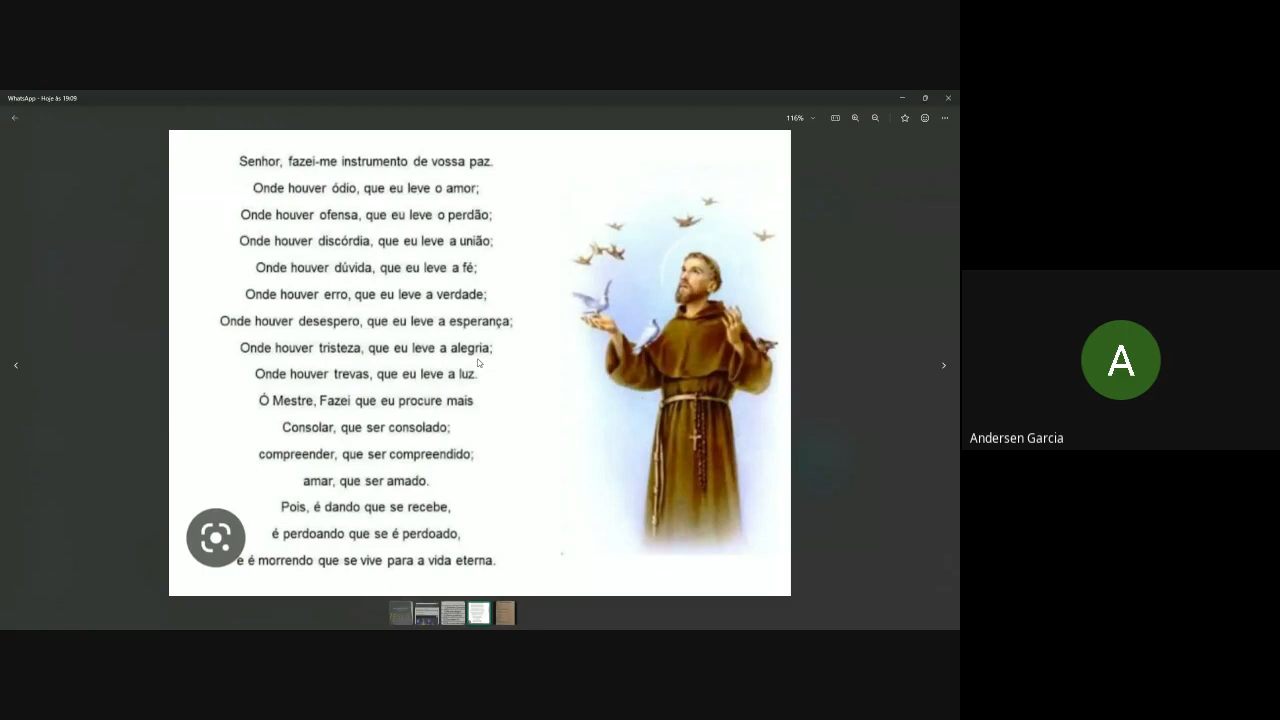 WhatsApp - Hoje às 19:09
116%
Senhor, fazei-me instrumento de vossa paz.
Onde houver ódio, que eu leve o amor;
Onde houver ofensa, que eu leve o perdão;
Onde houver discórdia, que eu leve a união;
Onde houver dúvida, que eu leve a fé;
Onde houver erro, que eu leve a verdade;
Onde houver desespero, que eu leve a esperança;
Onde houver tristeza, que eu leve a alegria;
Onde houver trevas, que eu leve a luz.
Ó Mestre, Fazei que eu procure mais
Consolar, que ser consolado;
compreender, que ser compreendido;
amar, que ser amado.
Pois, é dando que se recebe,
é perdoando que se é perdoado,
e é morrendo que se vive para a vida eterna.
A
Andersen Garcia